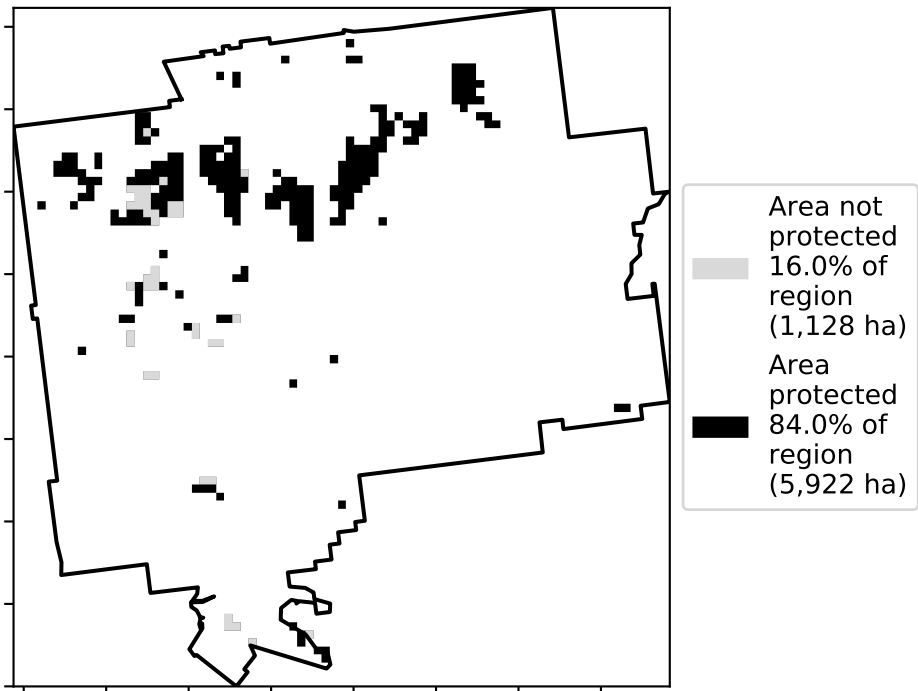 Area not
protected
16.0% of
region
(1,128 ha)
Area
protected
84.0% of
region
(5,922 ha)